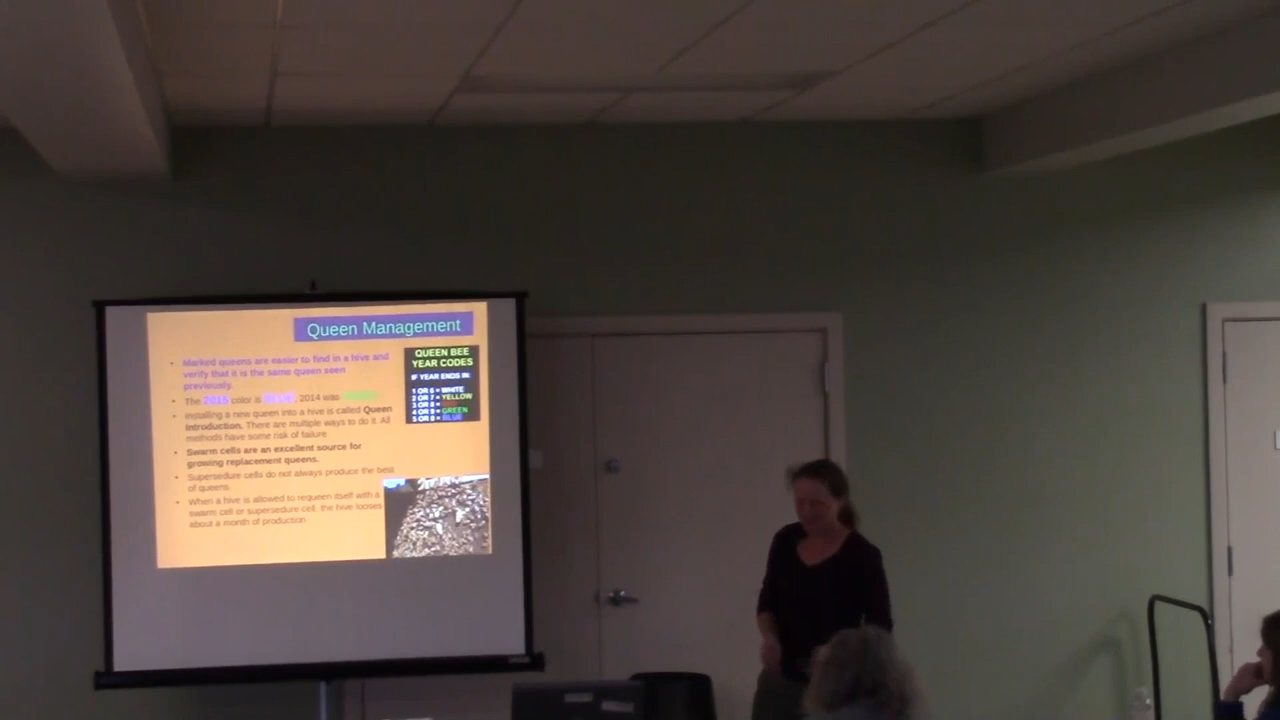 Queen Management
Marked queens are easier to find in a hive and
verify that it is the same queen seen
previously.
The 2015 color is BLUE, 2014 was
Installing a new queen into a hive is called Queen
Introduction. There are multiple ways to do it. All
methods have some risk of failure
Swarm cells are an excellent source for
growing replacement queens.
Supersedure cells do not always produce the best
of queens.
When a hive is allowed to requeen itself with a
swarm cell or supersedure cell, the hive looses
about a month of production
QUEEN BEE
YEAR CODES
IF YEAR ENDS IN:
1 OR 6 = WHITE
2 OR 7 = YELLOW
3 OR 8 =
4 OR 9 = GREEN
5 OR 0 = BLUE